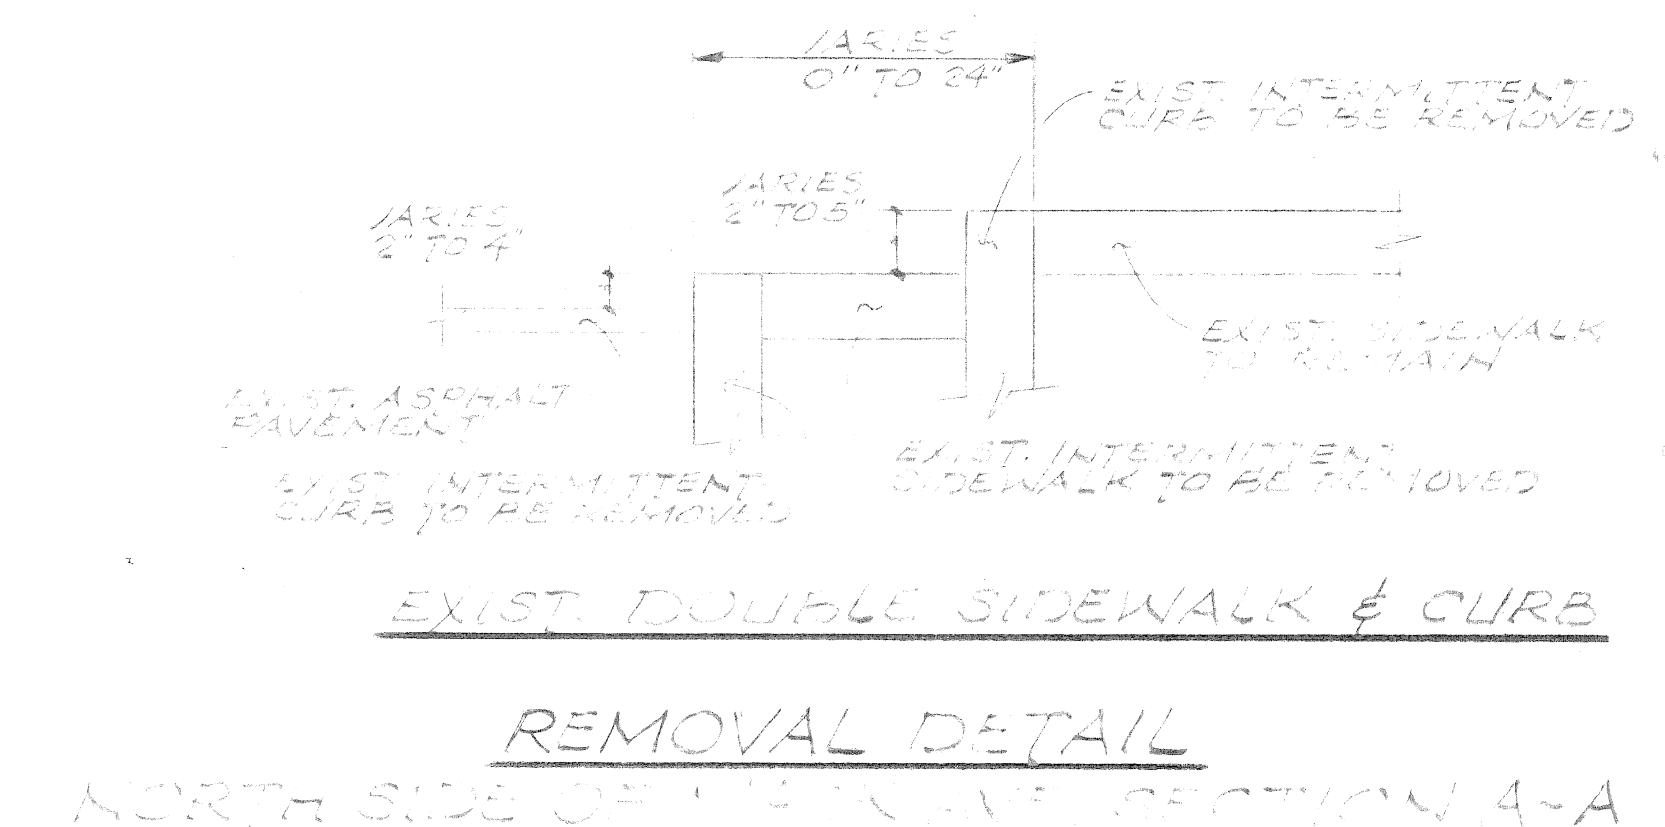 VARIES
0" TO 24"
EXIST. INTERMITTENT
CURB TO BE REMOVED
VARIES
2" TO 5"
VARIES
2" TO 4"
EXIST. SIDEWALK
TO REMAIN
EXIST. ASPHALT
PAVEMENT
EXIST. INTERMITTENT
SIDEWALK TO BE REMOVED
EXIST. INTERMITTENT
CURB TO BE REMOVED
EXIST. DOUBLE SIDEWALK & CURB
REMOVAL DETAIL
NORTH SIDE OF AVE SECTION A-A